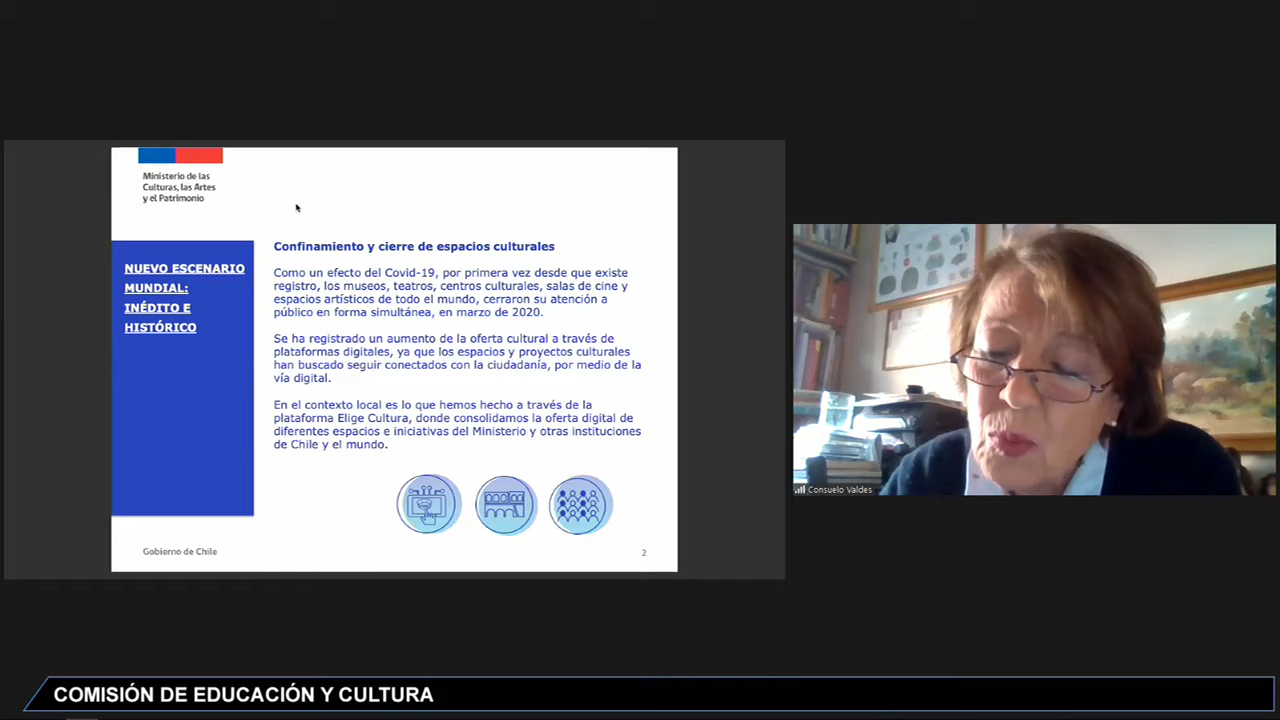 Ministerio de las
Culturas, las Artes
y el Patrimonio
NUEVO ESCENARIO
MUNDIAL:
INÉDITO E
HISTÓRICO
Confinamiento y cierre de espacios culturales
Como un efecto del Covid-19, por primera vez desde que existe
registro, los museos, teatros, centros culturales, salas de cine y
espacios artísticos de todo el mundo, cerraron su atención a
público en forma simultánea, en marzo de 2020.
Se ha registrado un aumento de la oferta cultural a través de
plataformas digitales, ya que los espacios y proyectos culturales
han buscado seguir conectados con la ciudadanía, por medio de la
vía digital.
En el contexto local es lo que hemos hecho a través de la
plataforma Elige Cultura, donde consolidamos la oferta digital de
diferentes espacios e iniciativas del Ministerio y otras instituciones
de Chile y el mundo.
Gobierno de Chile
2
Consuelo Valdes
COMISIÓN DE EDUCACIÓN Y CULTURA